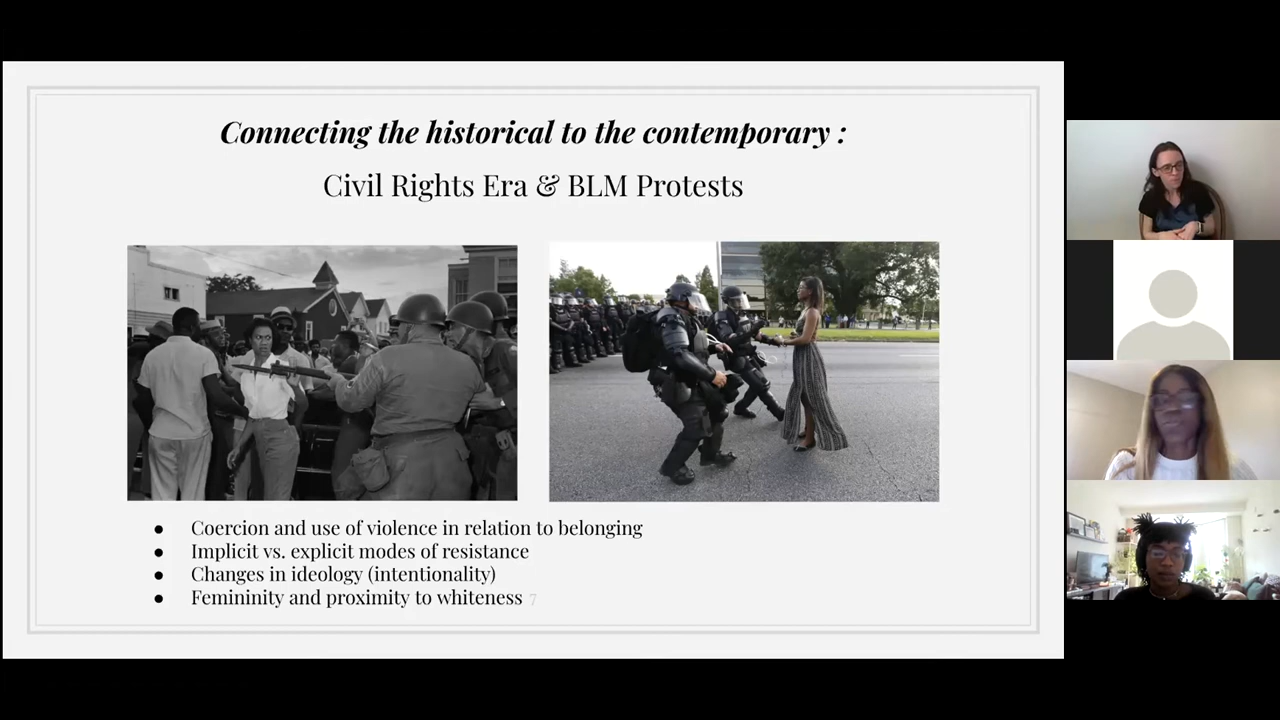 Connecting the historical to the contemporary :
Civil Rights Era & BLM Protests
● Coercion and use of violence in relation to belonging
● Implicit vs. explicit modes of resistance
● Changes in ideology (intentionality)
● Femininity and proximity to whiteness 7